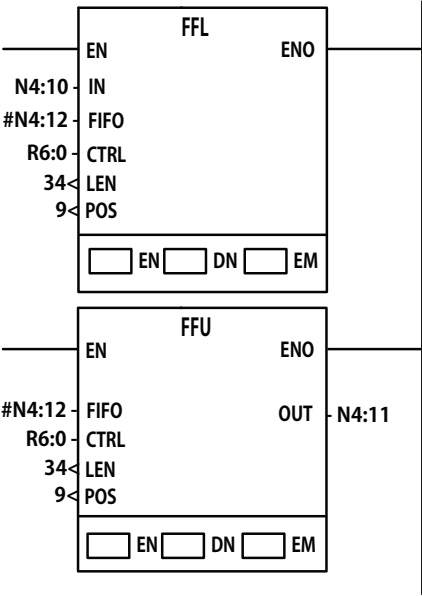 FFL
EN ENO
N4:10 - IN
#N4:12 - FIFO
R6:0 - CTRL
34< LEN
9< POS
EN DN EM
FFU
EN ENO
#N4:12 - FIFO OUT - N4:11
R6:0 - CTRL
34< LEN
9< POS
EN DN EM